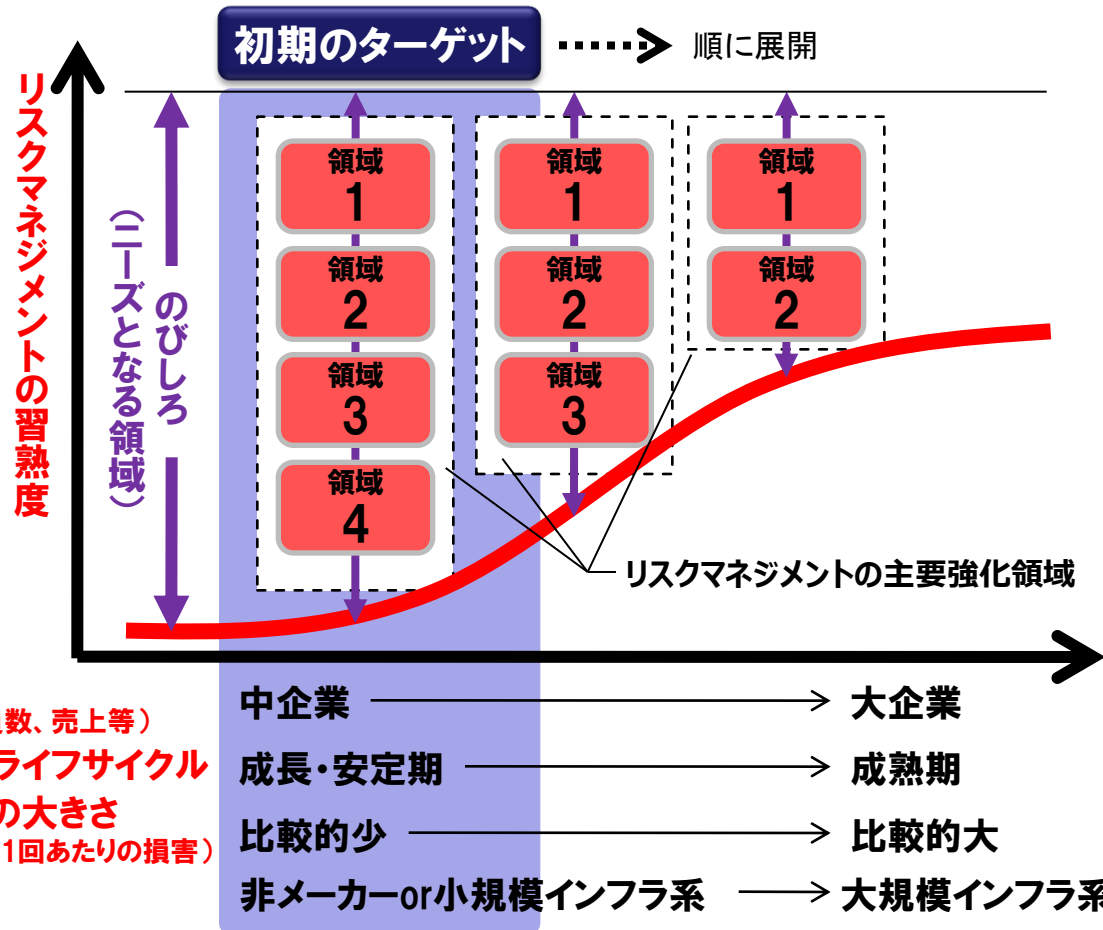 初期のターゲット
順に展開
リスクマネジメントの習熟度
のびしろ
(ニーズとなる領域)
領域
1
領域
2
領域
3
領域
4
領域
1
領域
2
領域
3
領域
1
領域
2
リスクマネジメントの主要強化領域
数、売上等)
中企業
大企業
ライフサイクル
成長・安定期
成熟期
の大きさ
1回あたりの損害)
比較的少
比較的大
非メーカーor小規模インフラ系
大規模インフラ系